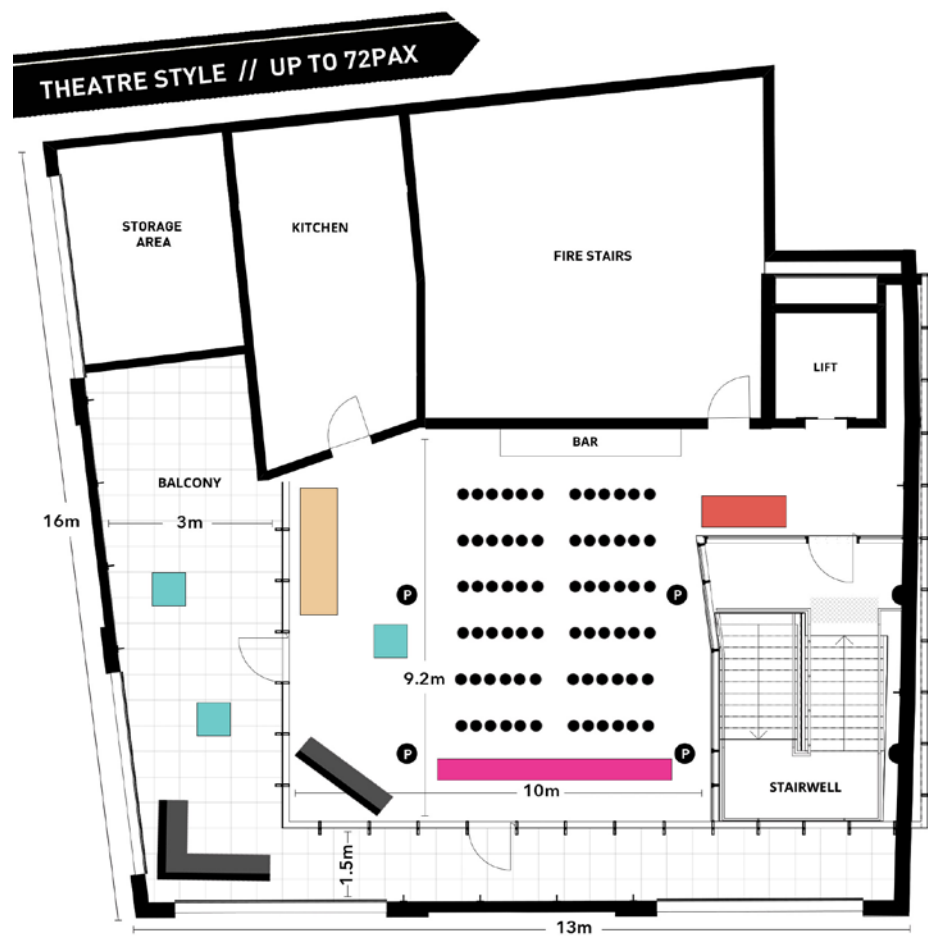 THEATRE STYLE // UP TO 72PAX
STORAGE
AREA
KITCHEN
FIRE STAIRS
LIFT
BAR
BALCONY
16m
3m
P
P
9.2m
P
P
10m
STAIRWELL
1.5m
13m